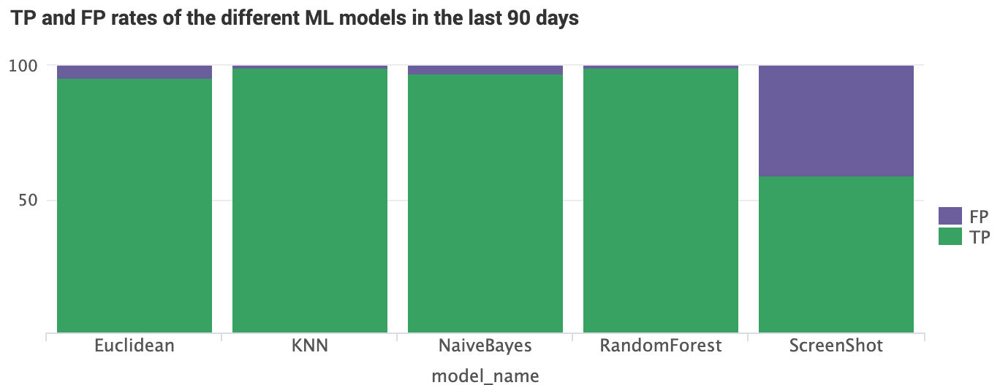 TP and FP rates of the different ML models in the last 90 days
100
50
FP
TP
Euclidean
KNN
NaiveBayes
RandomForest
ScreenShot
model_name